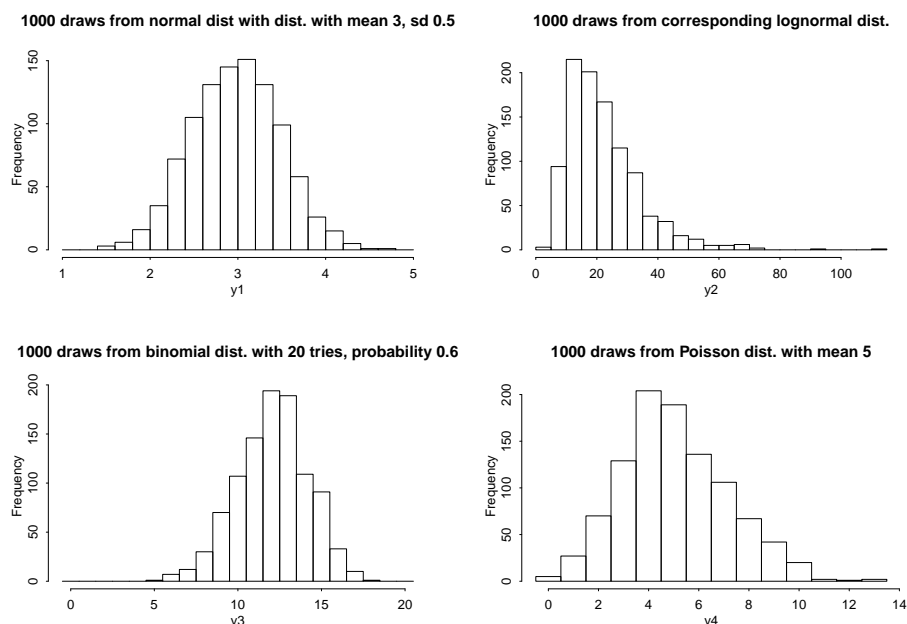 1000 draws from normal dist with dist. with mean 3, sd 0.5
Frequency
0 50 100 150
1 2 3 4 5
y1
1000 draws from corresponding lognormal dist.
Frequency
0 50 100 150 200
0 20 40 60 80 100
y2
1000 draws from binomial dist. with 20 tries, probability 0.6
Frequency
0 50 100 150 200
0 5 10 15 20
y3
1000 draws from Poisson dist. with mean 5
Frequency
0 50 100 150 200
0 2 4 6 8 10 12 14
y4